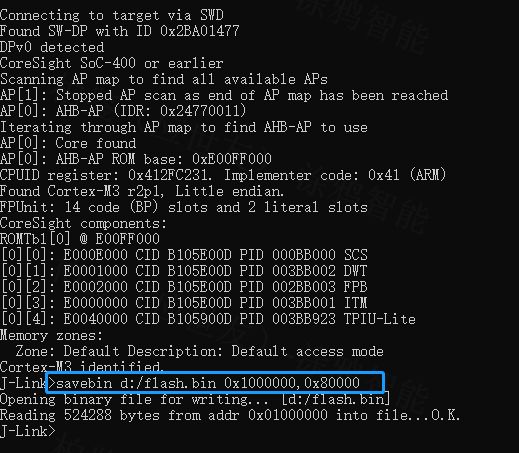 Connecting to target via SWD
Found SW-DP with ID 0x2BA01477
DPv0 detected
CoreSight SoC-400 or earlier
Scanning AP map to find all available APs
AP[1]: Stopped AP scan as end of AP map has been reached
AP[0]: AHB-AP (IDR: 0x24770011)
Iterating through AP map to find AHB-AP to use
AP[0]: Core found
AP[0]: AHB-AP ROM base: 0xE00FF000
CPUID register: 0x412FC231. Implementer code: 0x41 (ARM)
Found Cortex-M3 r2p1, Little endian.
FPUnit: 14 code (BP) slots and 2 literal slots
CoreSight components:
ROMTbl[0] @ E00FF000
[0][0]: E000E000 CID B105E00D PID 000BB000 SCS
[0][1]: E0001000 CID B105E00D PID 003BB002 DWT
[0][2]: E0002000 CID B105E00D PID 002BB003 FPB
[0][3]: E0000000 CID B105E00D PID 003BB001 ITM
[0][4]: E0040000 CID B105900D PID 003BB923 TPIU-Lite
Memory zones:
  Zone: Default Description: Default access mode
Cortex-M3 identified.
J-Link>savebin d:/flash.bin 0x1000000,0x80000
Opening binary file for writing... [d:/flash.bin]
Reading 524288 bytes from addr 0x01000000 into file...O.K.
J-Link>